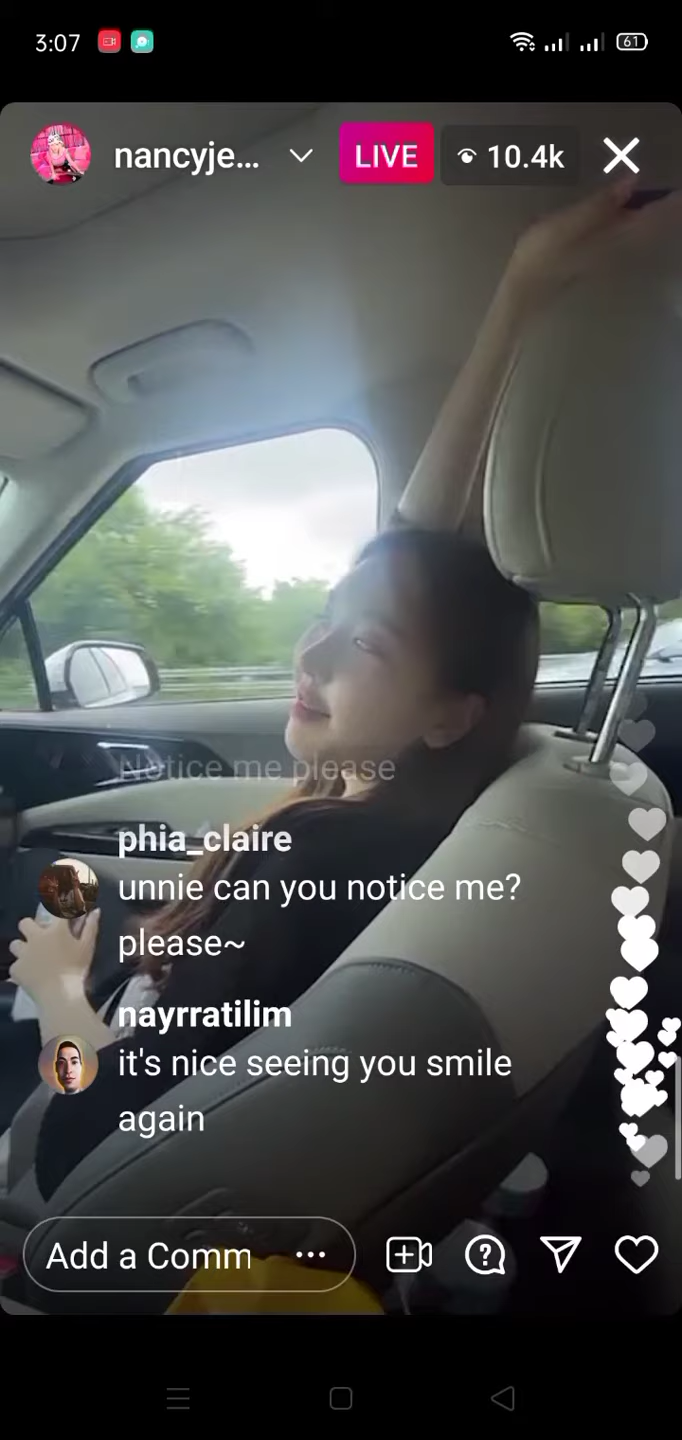 3:07
61
nancyje...
LIVE
10.4k
Notice me please
phia_claire
unnie can you notice me?
please~
nayrratilim
it's nice seeing you smile
again
Add a Comm